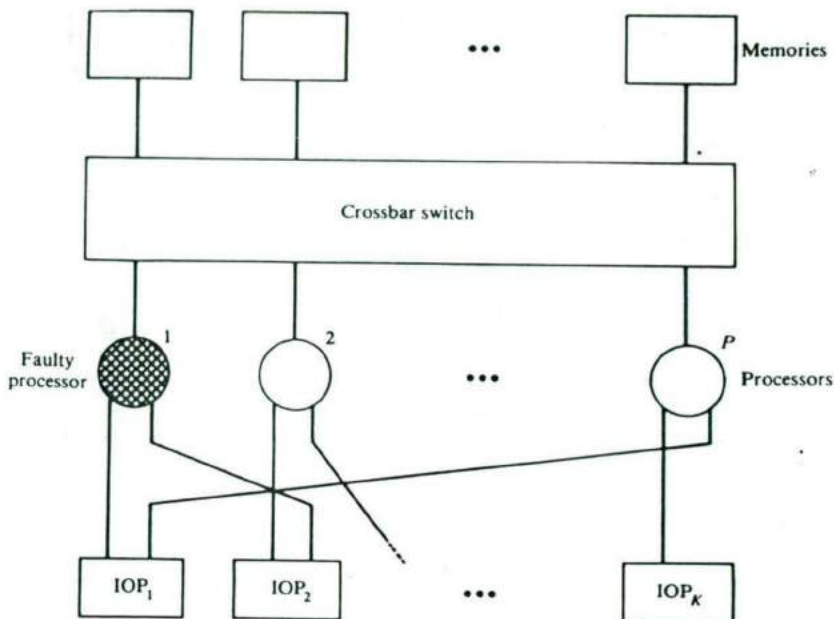 Memories
Crossbar switch
1
2
P
Faulty
processor
Processors
IOP1
IOP2
IOPK